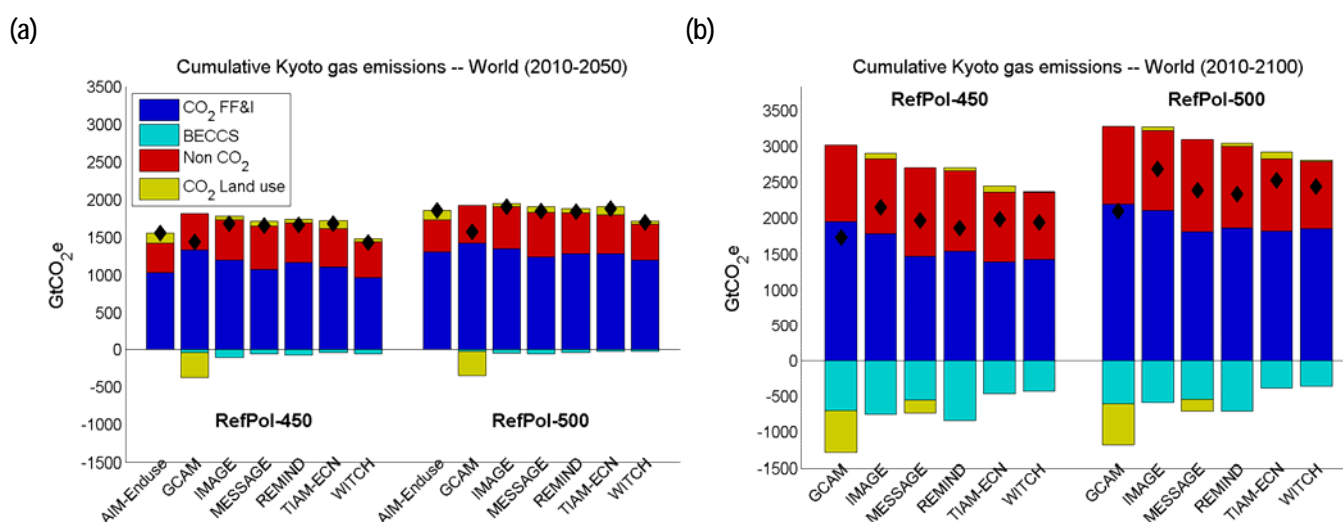 (a)
Cumulative Kyoto gas emissions -- World (2010-2050)
3500
3000
2500
2000
1500
1000
500
0
-500
-1000
-1500
GtCO₂e
CO₂ FF&I
BECCS
Non CO₂
CO₂ Land use
RefPol-450
RefPol-500
AIM-Enduse
GCAM
IMAGE
MESSAGE
REMIND
TIAM-ECN
WITCH
AIM-Enduse
GCAM
IMAGE
MESSAGE
REMIND
TIAM-ECN
WITCH
(b)
Cumulative Kyoto gas emissions -- World (2010-2100)
RefPol-450
RefPol-500
3500
3000
2500
2000
1500
1000
500
0
-500
-1000
-1500
GtCO₂e
GCAM
IMAGE
MESSAGE
REMIND
TIAM-ECN
WITCH
GCAM
IMAGE
MESSAGE
REMIND
TIAM-ECN
WITCH